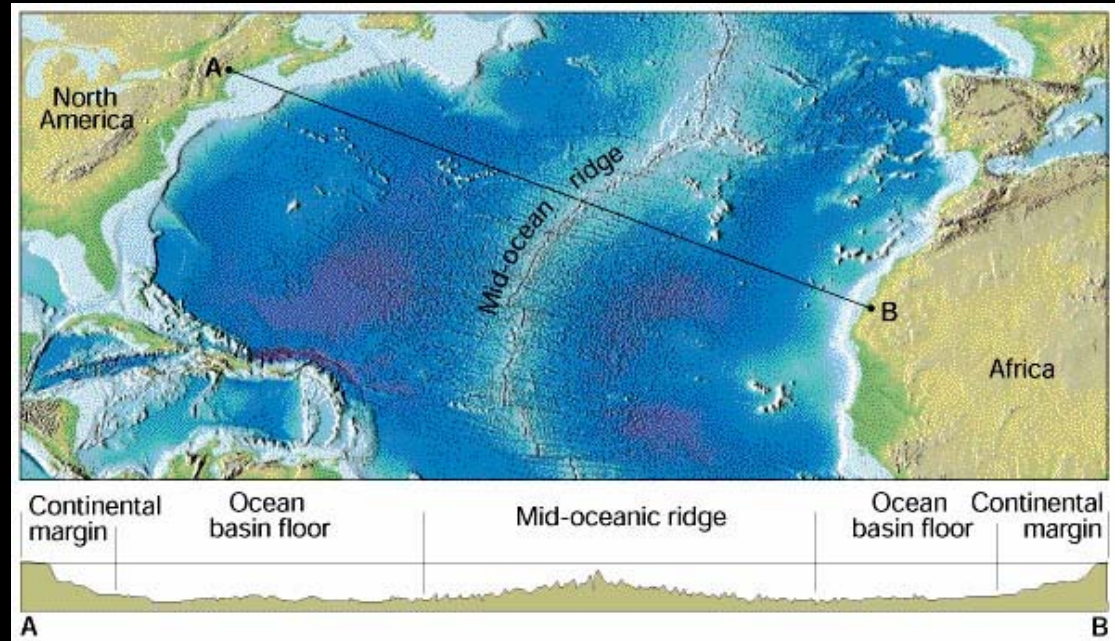 A
North
America
Mid-ocean ridge
B
Africa
Continental
margin
Ocean
basin floor
Mid-oceanic ridge
Ocean
basin floor
Continental
margin
A
B